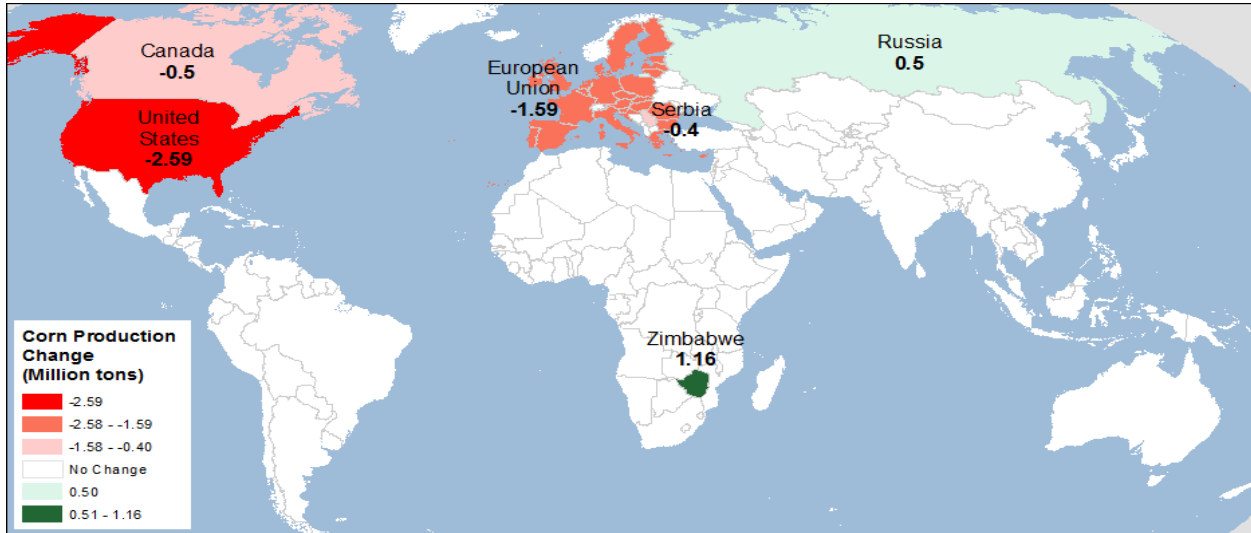 Canada
-0.5
United
States
-2.59
European
Union
-1.59
Serbia
-0.4
Russia
0.5
Zimbabwe
1.16
Corn Production
Change
(Million tons)
-2.59
-2.58 - -1.59
-1.58 - -0.40
No Change
0.50
0.51 - 1.16